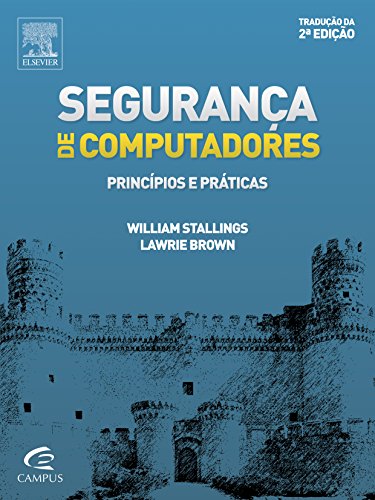 TRADUÇÃO DA
2ª EDIÇÃO
ELSEVIER
SEGURANÇA
DE COMPUTADORES
PRINCÍPIOS E PRÁTICAS
WILLIAM STALLINGS
LAWRIE BROWN
CAMPUS